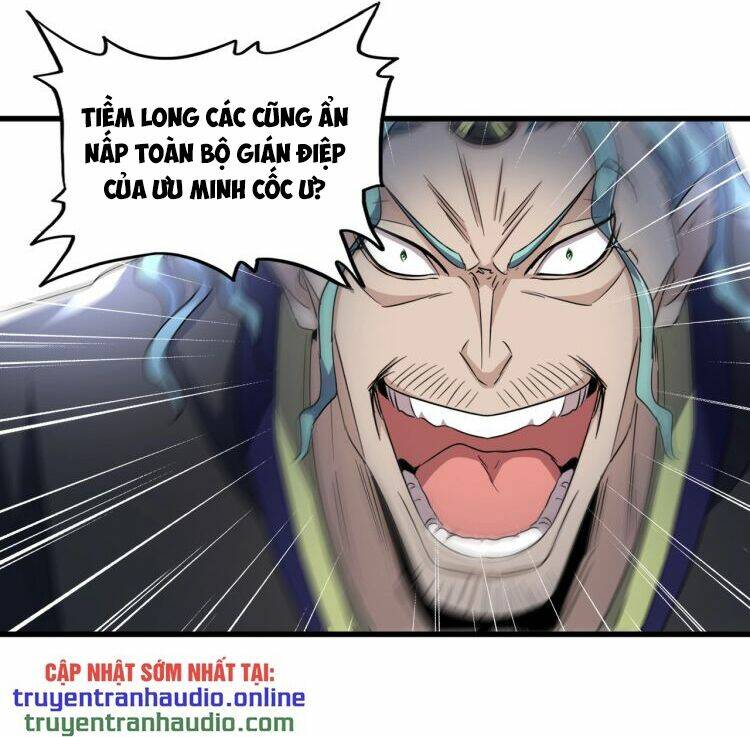 TIỀM LONG CÁC CŨNG ẨN
NẤP TOÀN BỘ GIÁN ĐIỆP
CỦA ƯU MINH CỐC Ư?
CẬP NHẬT SỚM NHẤT TẠI:
truyentranhaudio.online
truyentranhaudio.com